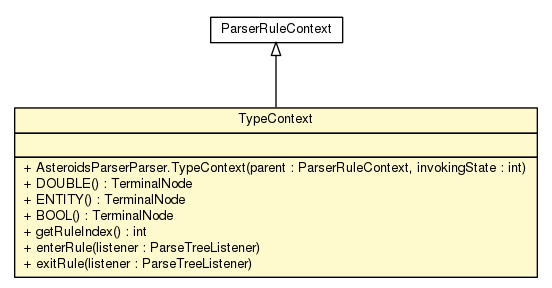 ParserRuleContext
TypeContext
+ AsteroidsParserParser.TypeContext(parent : ParserRuleContext, invokingState : int)
+ DOUBLE() : TerminalNode
+ ENTITY() : TerminalNode
+ BOOL() : TerminalNode
+ getRuleIndex() : int
+ enterRule(listener : ParseTreeListener)
+ exitRule(listener : ParseTreeListener)